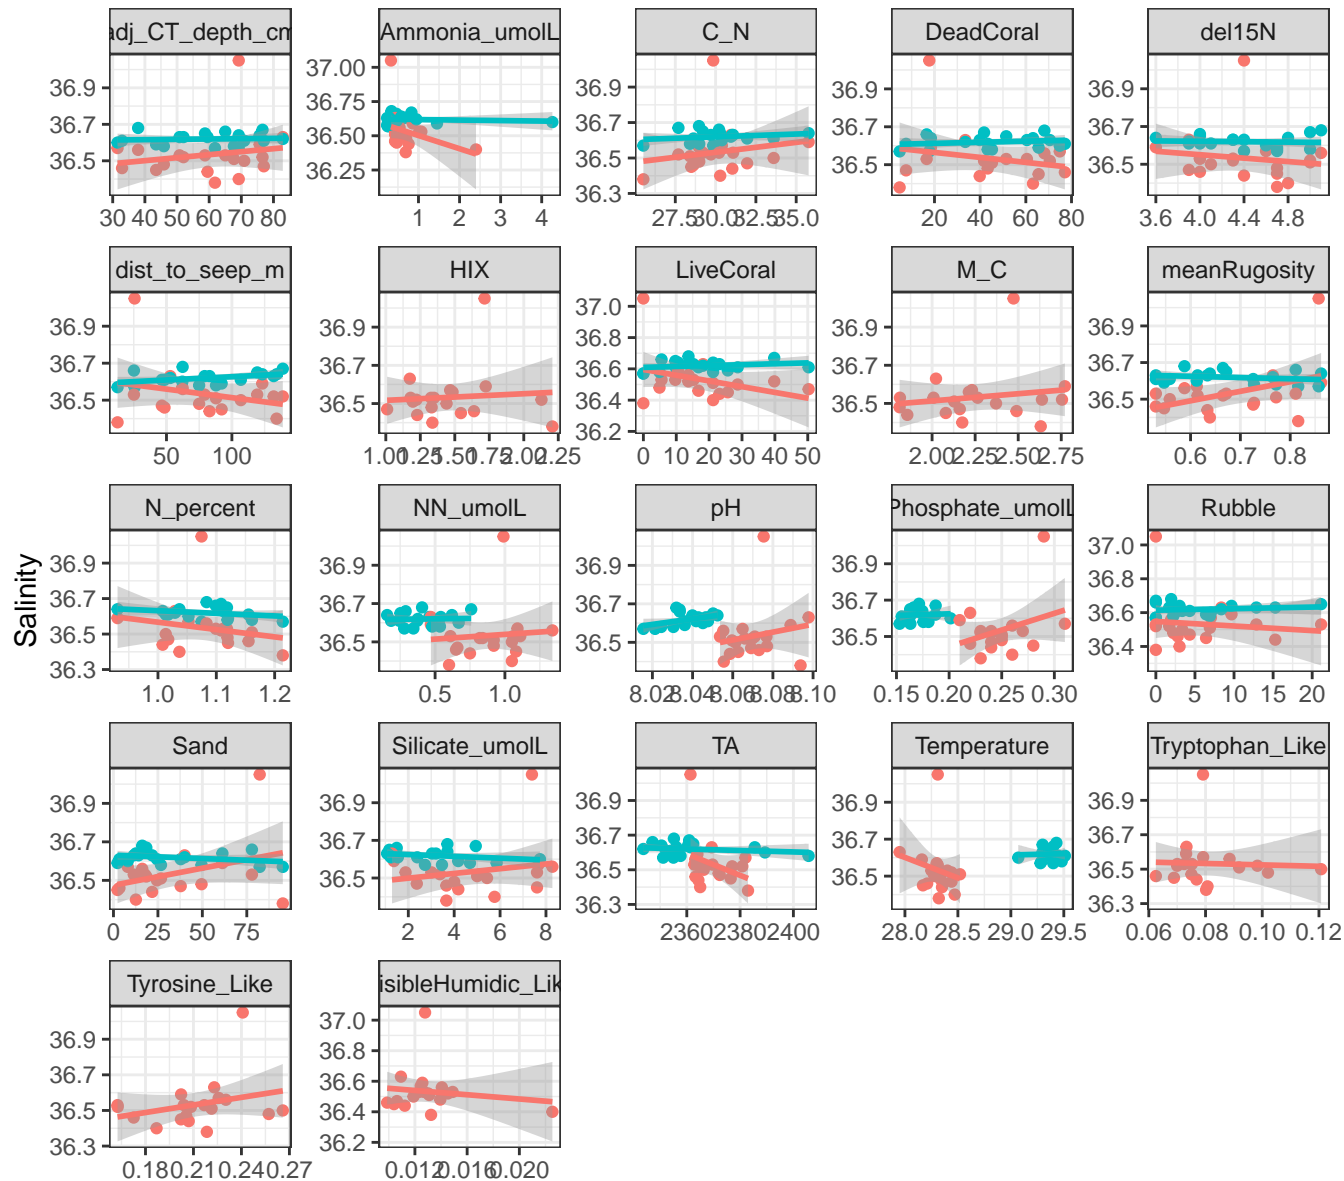 adj_CT_depth_cm Ammonia_umolL C_N DeadCoral del15N
36.9 36.7 36.5
37.00 36.75 36.50 36.25
36.9 36.7 36.5 36.3
36.9 36.7 36.5
36.9 36.7 36.5
30 40 50 60 70 80 1 2 3 4 27.5 30.0 32.5 35.0 20 40 60 80 3.6 4.0 4.4 4.8
dist_to_seep_m HIX LiveCoral M_C meanRugosity
36.9 36.7 36.5
36.9 36.7 36.5
37.0 36.8 36.6 36.4 36.2
36.9 36.7 36.5
36.9 36.7 36.5
50 100 1.00 1.25 1.50 1.75 2.00 2.25 0 10 20 30 40 50 2.00 2.25 2.50 2.75 0.6 0.7 0.8
Salinity
N_percent NN_umolL pH Phosphate_umolL Rubble
36.9 36.7 36.5 36.3
36.9 36.7 36.5
36.9 36.7 36.5
36.9 36.7 36.5
37.0 36.8 36.6 36.4
1.0 1.1 1.2 0.5 1.0 8.02 8.04 8.06 8.08 8.10 0.15 0.20 0.25 0.30 0 5 10 15 20
Sand Silicate_umolL TA Temperature Tryptophan_Like
36.9 36.7 36.5
36.9 36.7 36.5
36.9 36.7 36.5 36.3
36.9 36.7 36.5
36.9 36.7 36.5 36.3
0 25 50 75 2 4 6 8 2360 2380 2400 28.0 28.5 29.0 29.5 0.06 0.08 0.10 0.12
Tyrosine_Like isibleHumidic_Lik
36.9 36.7 36.5 36.3
37.0 36.8 36.6 36.4 36.2
0.18 0.21 0.24 0.27 0.012 0.016 0.020